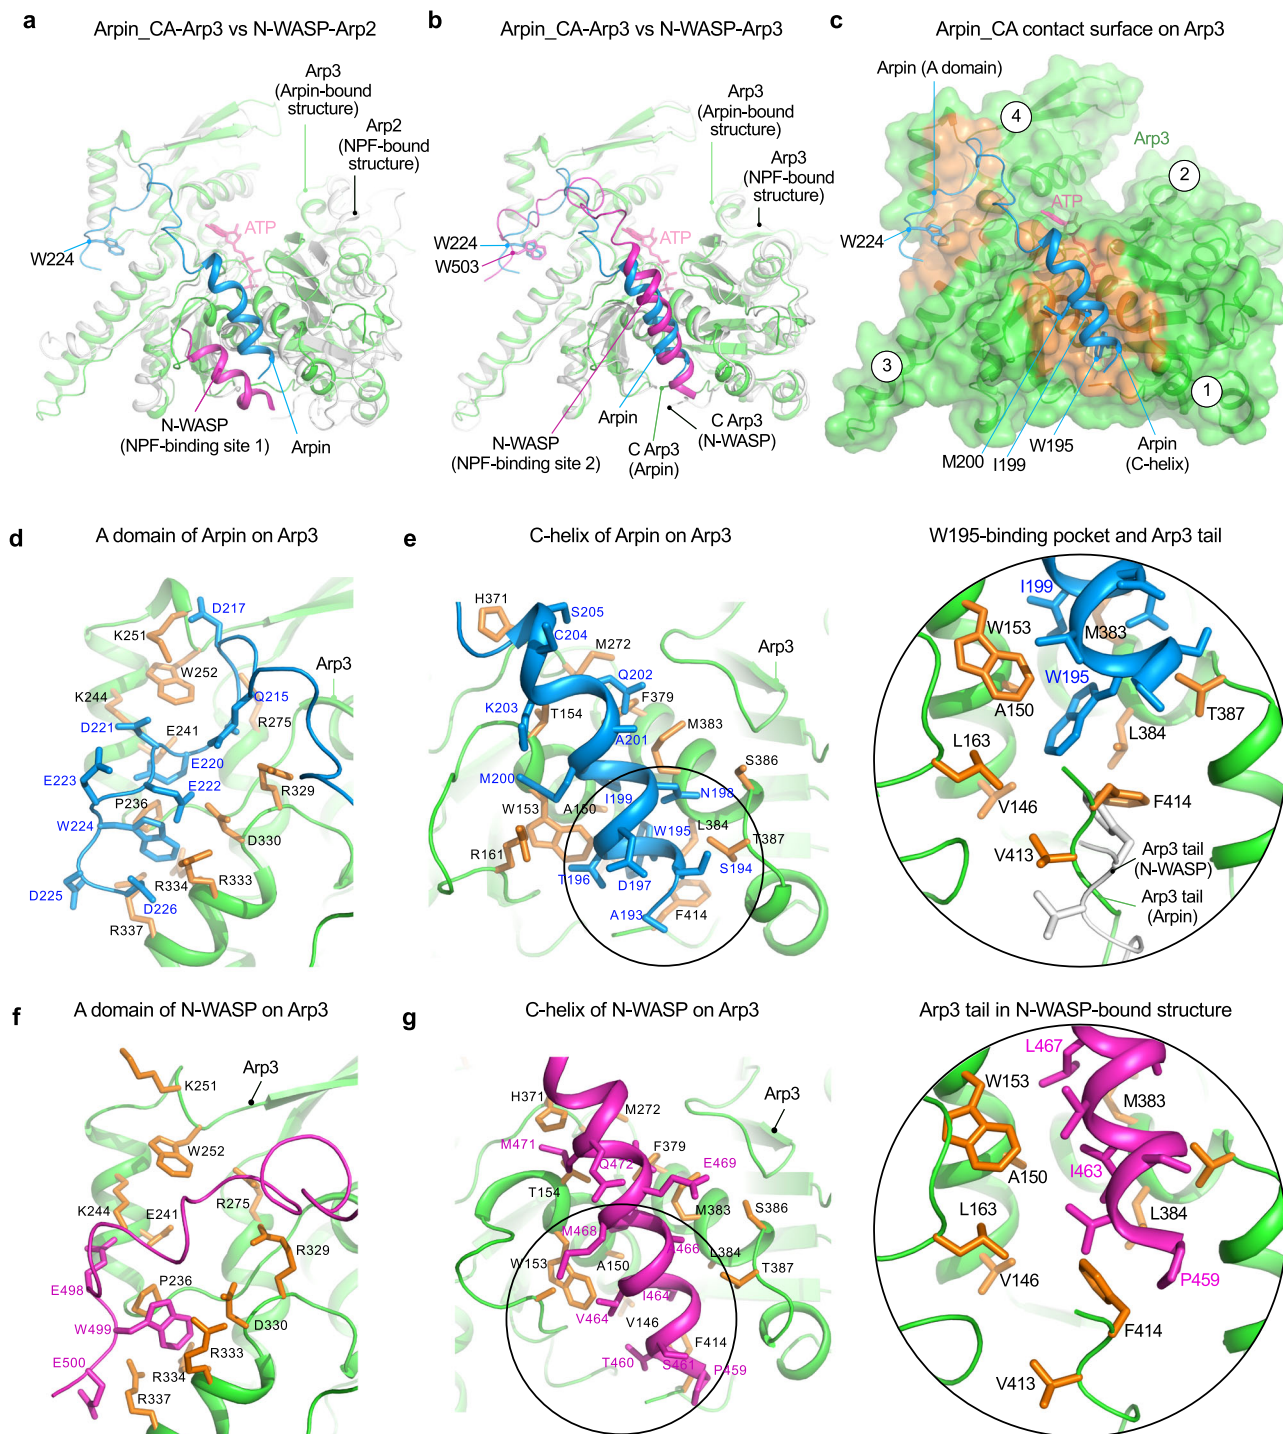 a
Arpin_CA-Arp3 vs N-WASP-Arp2
Arp3
(Arpin-bound
structure)
Arp2
(NPF-bound
structure)
ATP
W224
N-WASP
(NPF-binding site 1)
Arpin
b
Arpin_CA-Arp3 vs N-WASP-Arp3
Arp3
(Arpin-bound
structure)
Arp3
(NPF-bound
structure)
ATP
W224
W503
Arpin
N-WASP
(NPF-binding site 2)
C Arp3
(Arpin)
C Arp3
(N-WASP)
c
Arpin_CA contact surface on Arp3
Arpin (A domain)
4
Arp3
2
ATP
W224
3
1
M200
I199
W195
Arpin
(C-helix)
d
A domain of Arpin on Arp3
D217
K251
W252
Arp3
K244
Q215
D221
E241
R275
E220
E223
E222
R329
P236
W224
D330
R334
R333
D225
D226
R337
e
C-helix of Arpin on Arp3
H371
S205
C204
M272
Arp3
Q202
K203
T154
F379
A201
M383
M200
I199
N198
S386
W153
A150
W195
L384
T387
R161
T196
D197
S194
A193
F414
W195-binding pocket and Arp3 tail
I199
W153
M383
W195
A150
T387
L163
L384
V146
F414
V413
Arp3 tail
(N-WASP)
Arp3 tail
(Arpin)
f
A domain of N-WASP on Arp3
K251
Arp3
W252
K244
E241
R275
R329
E498
P236
W499
D330
E500
R333
R334
R337
g
C-helix of N-WASP on Arp3
H371
M272
Arp3
M471
F379
Q472
E469
T154
M383
S386
M468
A466
L384
W153
A150
T387
I464
V464
V146
F414
T460
S461
P459
Arp3 tail in N-WASP-bound structure
L467
W153
M383
A150
I463
L163
L384
V146
P459
F414
V413